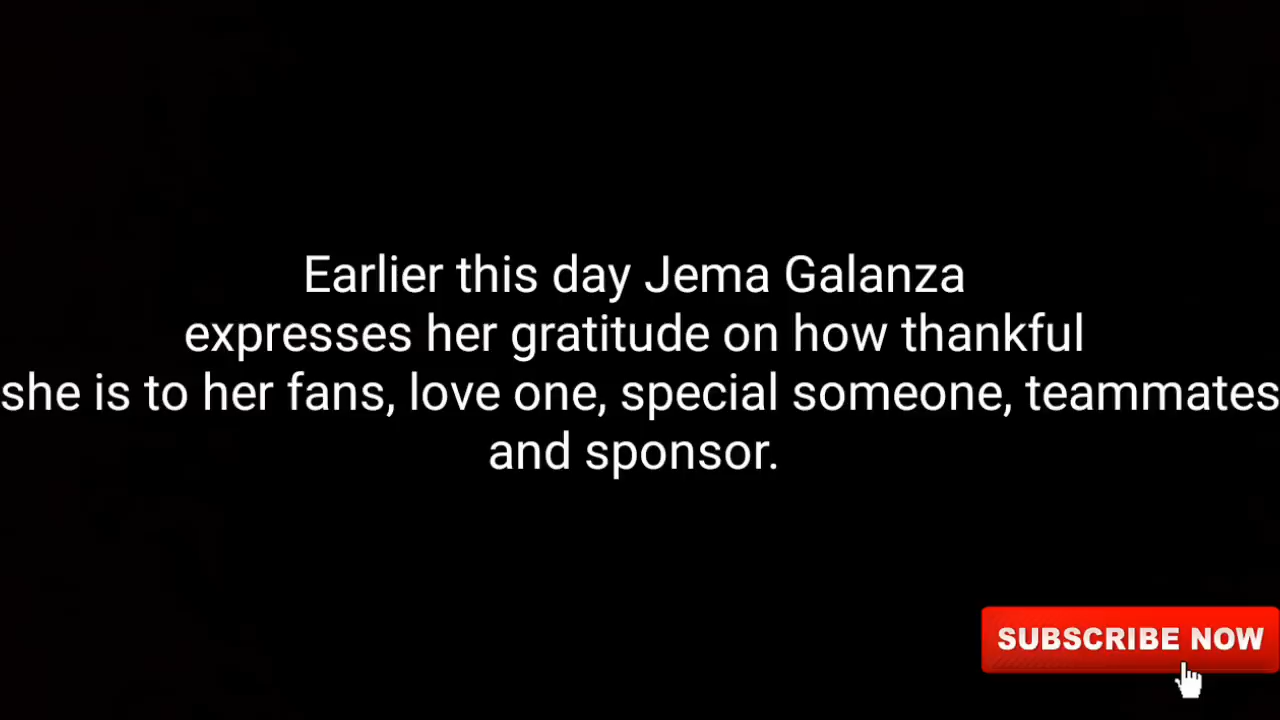 Earlier this day Jema Galanza
expresses her gratitude on how thankful
she is to her fans, love one, special someone, teammates
and sponsor.
SUBSCRIBE NOW